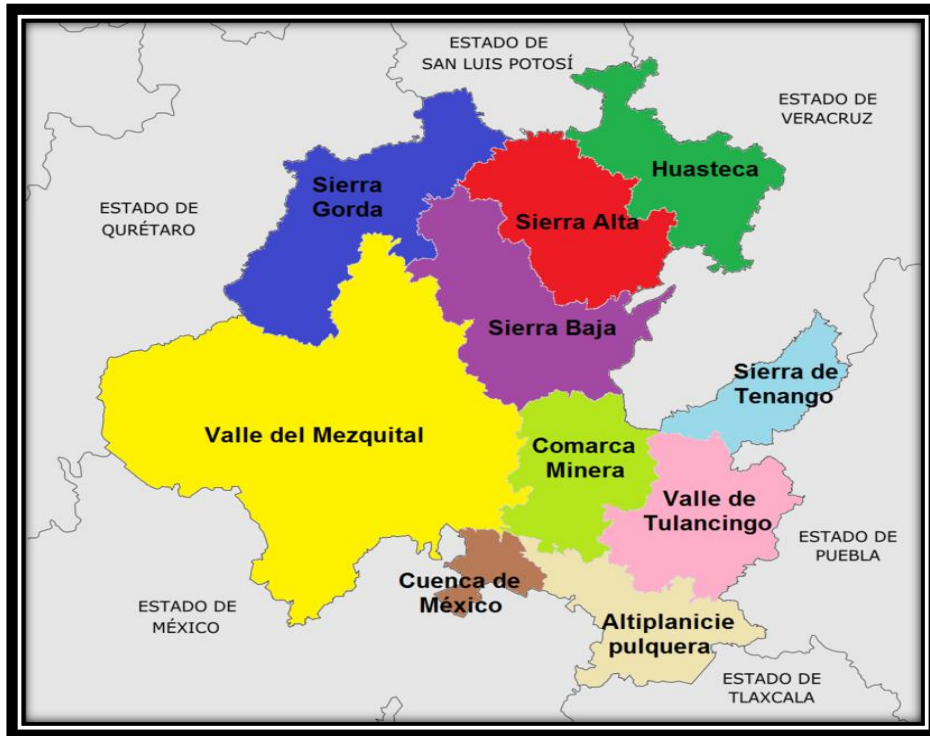 ESTADO DE
SAN LUIS POTOSÍ
ESTADO DE
VERACRUZ
Huasteca
Sierra
Gorda
ESTADO DE
QURÉTARO
Sierra Alta
Sierra Baja
Sierra de
Tenango
Valle del Mezquital
Comarca
Minera
Valle de
Tulancingo
ESTADO DE
PUEBLA
Cuenca de
México
ESTADO DE
MÉXICO
Altiplanicie
pulquera
ESTADO DE
TLAXCALA